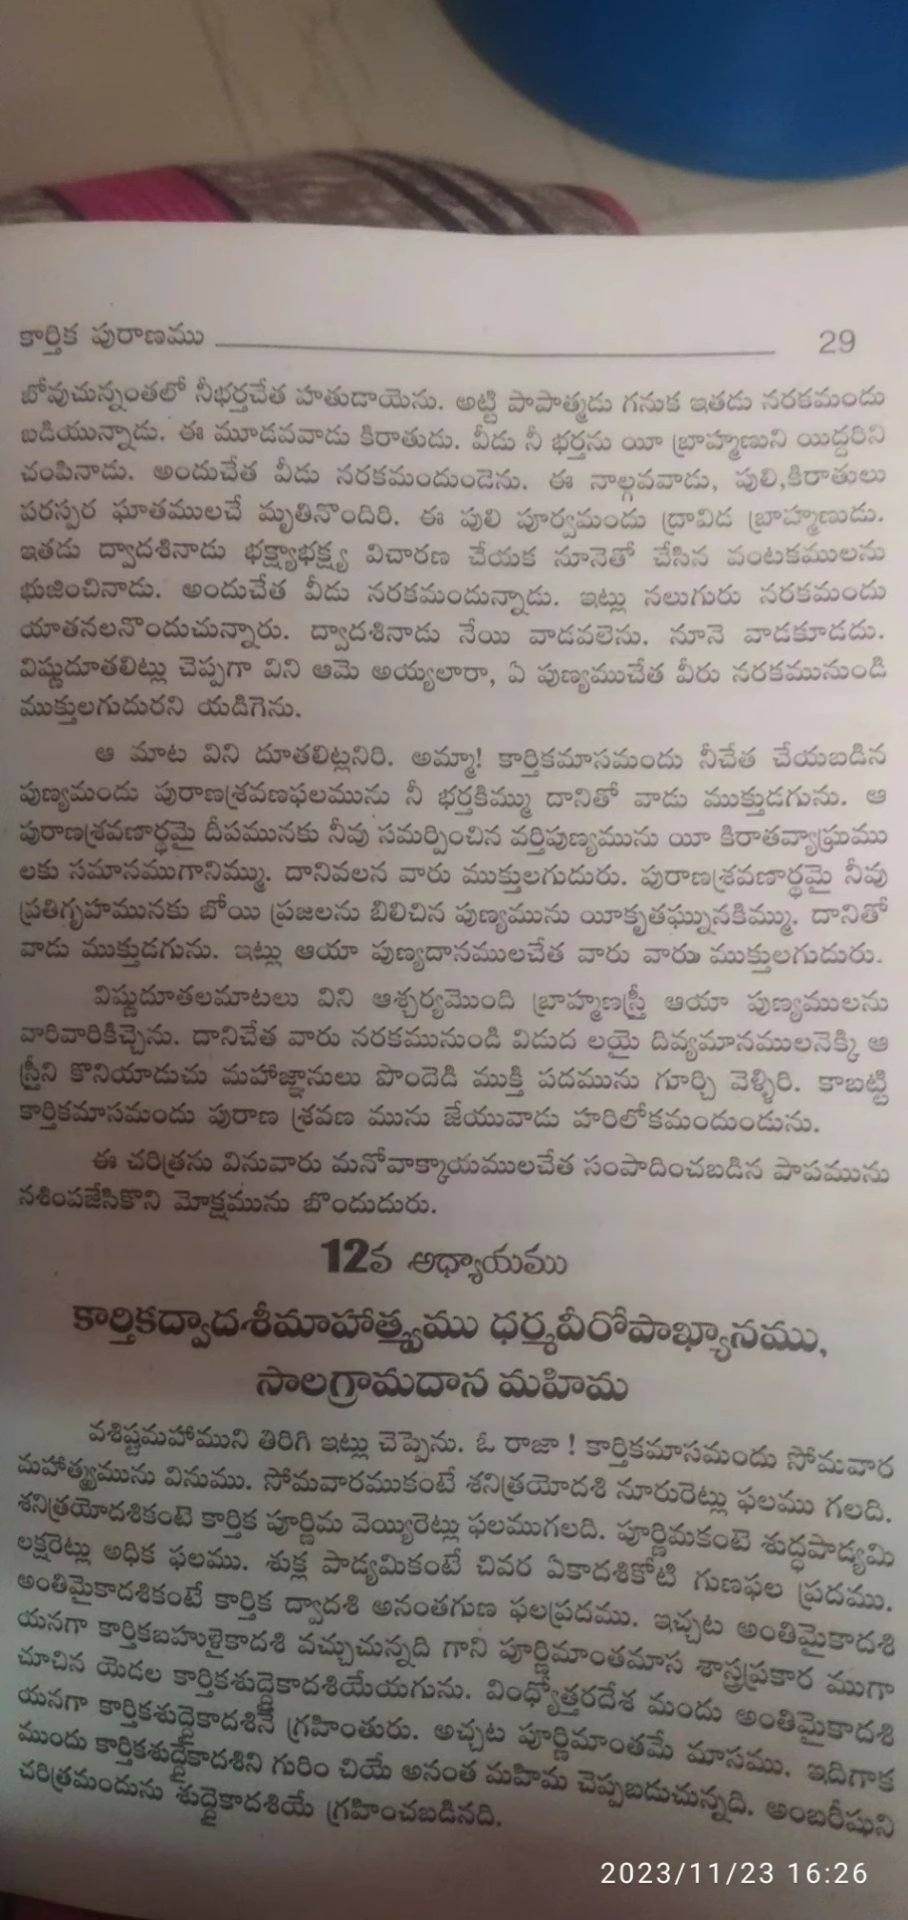 కార్తిక పురాణము 29
బోవుచున్నంతలో నీభర్తచేత హతుడాయెను. అట్టి పాపాత్మడు గనుక ఇతడు నరకమందు
బడియున్నాడు. ఈ మూడవవాడు కిరాతుడు. వీడు నీ భర్తను యీ బ్రాహ్మణుని యిద్దరిని
చంపినాడు. అందుచేత వీడు నరకమందుండెను. ఈ నాల్గవవాడు, పులి,కిరాతులు
పరస్పర ఘాతములచే మృతినొందిరి. ఈ పులి పూర్వమందు ద్రావిడ బ్రాహ్మణుడు.
ఇతడు ద్వాదశినాడు భక్ష్యాభక్ష్య విచారణ చేయక నూనెతో చేసిన వంటకములను
భుజించినాడు. అందుచేత వీడు నరకమందున్నాడు. ఇట్లు నలుగురు నరకమందు
యాతనలనొందుచున్నారు. ద్వాదశినాడు నేయి వాడవలెను. నూనె వాడకూడదు.
విష్ణుదూతలిట్లు చెప్పగా విని ఆమె అయ్యలారా, ఏ పుణ్యముచేత వీరు నరకమునుండి
ముక్తులగుదురని యడిగెను.
ఆ మాట విని దూతలిట్లనిరి. అమ్మా! కార్తికమాసమందు నీచేత చేయబడిన
పుణ్యమందు పురాణశ్రవణఫలమును నీ భర్తకిమ్ము దానితో వాడు ముక్తుడగును. ఆ
పురాణశ్రవణార్థమై దీపమునకు నీవు సమర్పించిన వర్తిపుణ్యమును యీ కిరాతవ్యాఘ్రము
లకు సమానముగానిమ్ము. దానివలన వారు ముక్తులగుదురు. పురాణశ్రవణార్థమై నీవు
ప్రతిగృహమునకు బోయి ప్రజలను బిలిచిన పుణ్యమును యీకృతఘ్నునకిమ్ము. దానితో
వాడు ముక్తుడగును. ఇట్లు ఆయా పుణ్యదానములచేత వారు వారు ముక్తులగుదురు.
విష్ణుదూతలమాటలు విని ఆశ్చర్యమొంది బ్రాహ్మణస్త్రీ ఆయా పుణ్యములను
వారివారికిచ్చెను. దానిచేత వారు నరకమునుండి విడుద లయై దివ్యమానములనెక్కి ఆ
స్త్రీని కొనియాడుచు మహాజ్ఞానులు పొందెడి ముక్తి పదమును గూర్చి వెళ్ళిరి. కాబట్టి
కార్తికమాసమందు పురాణ శ్రవణ మును జేయువాడు హరిలోకమందుండును.
ఈ చరిత్రను వినువారు మనోవాక్కాయములచేత సంపాదించబడిన పాపమును
నశింపజేసికొని మోక్షమును బొందుదురు.
12వ అధ్యాయము
కార్తికద్వాదశీమాహాత్మ్యము ధర్మవీరోపాఖ్యానము,
సాలగ్రామదాన మహిమ
వశిష్టమహాముని తిరిగి ఇట్లు చెప్పెను. ఓ రాజా ! కార్తికమాసమందు సోమవార
మహాత్మ్యమును వినుము. సోమవారముకంటే శనిత్రయోదశి నూరురెట్లు ఫలము గలది.
శనిత్రయోదశికంటె కార్తిక పూర్ణిమ వెయ్యిరెట్లు ఫలముగలది. పూర్ణిమకంటె శుద్ధపాడ్యమి
లక్షరెట్లు అధిక ఫలము. శుక్ల పాడ్యమికంటే చివర ఏకాదశికోటి గుణఫల ప్రదము.
అంతిమైకాదశికంటే కార్తిక ద్వాదశి అనంతగుణ ఫలప్రదము. ఇచ్చట అంతిమైకాదశి
యనగా కార్తికబహుళైకాదశి వచ్చుచున్నది గాని పూర్ణిమాంతమాస శాస్త్రప్రకార ముగా
చూచిన యెడల కార్తికశుద్ధైకాదశియేయగును. వింధ్యోత్తరదేశ మందు అంతిమైకాదశి
యనగా కార్తికశుద్ధైకాదశినే గ్రహింతురు. అచ్చట పూర్ణిమాంతమే మాసము. ఇదిగాక
ముందు కార్తికశుద్ధైకాదశిని గురిం చియే అనంత మహిమ చెప్పబడుచున్నది. అంబరీషుని
చరిత్రమందును శుద్ధైకాదశియే గ్రహించబడినది.
2023/11/23 16:26